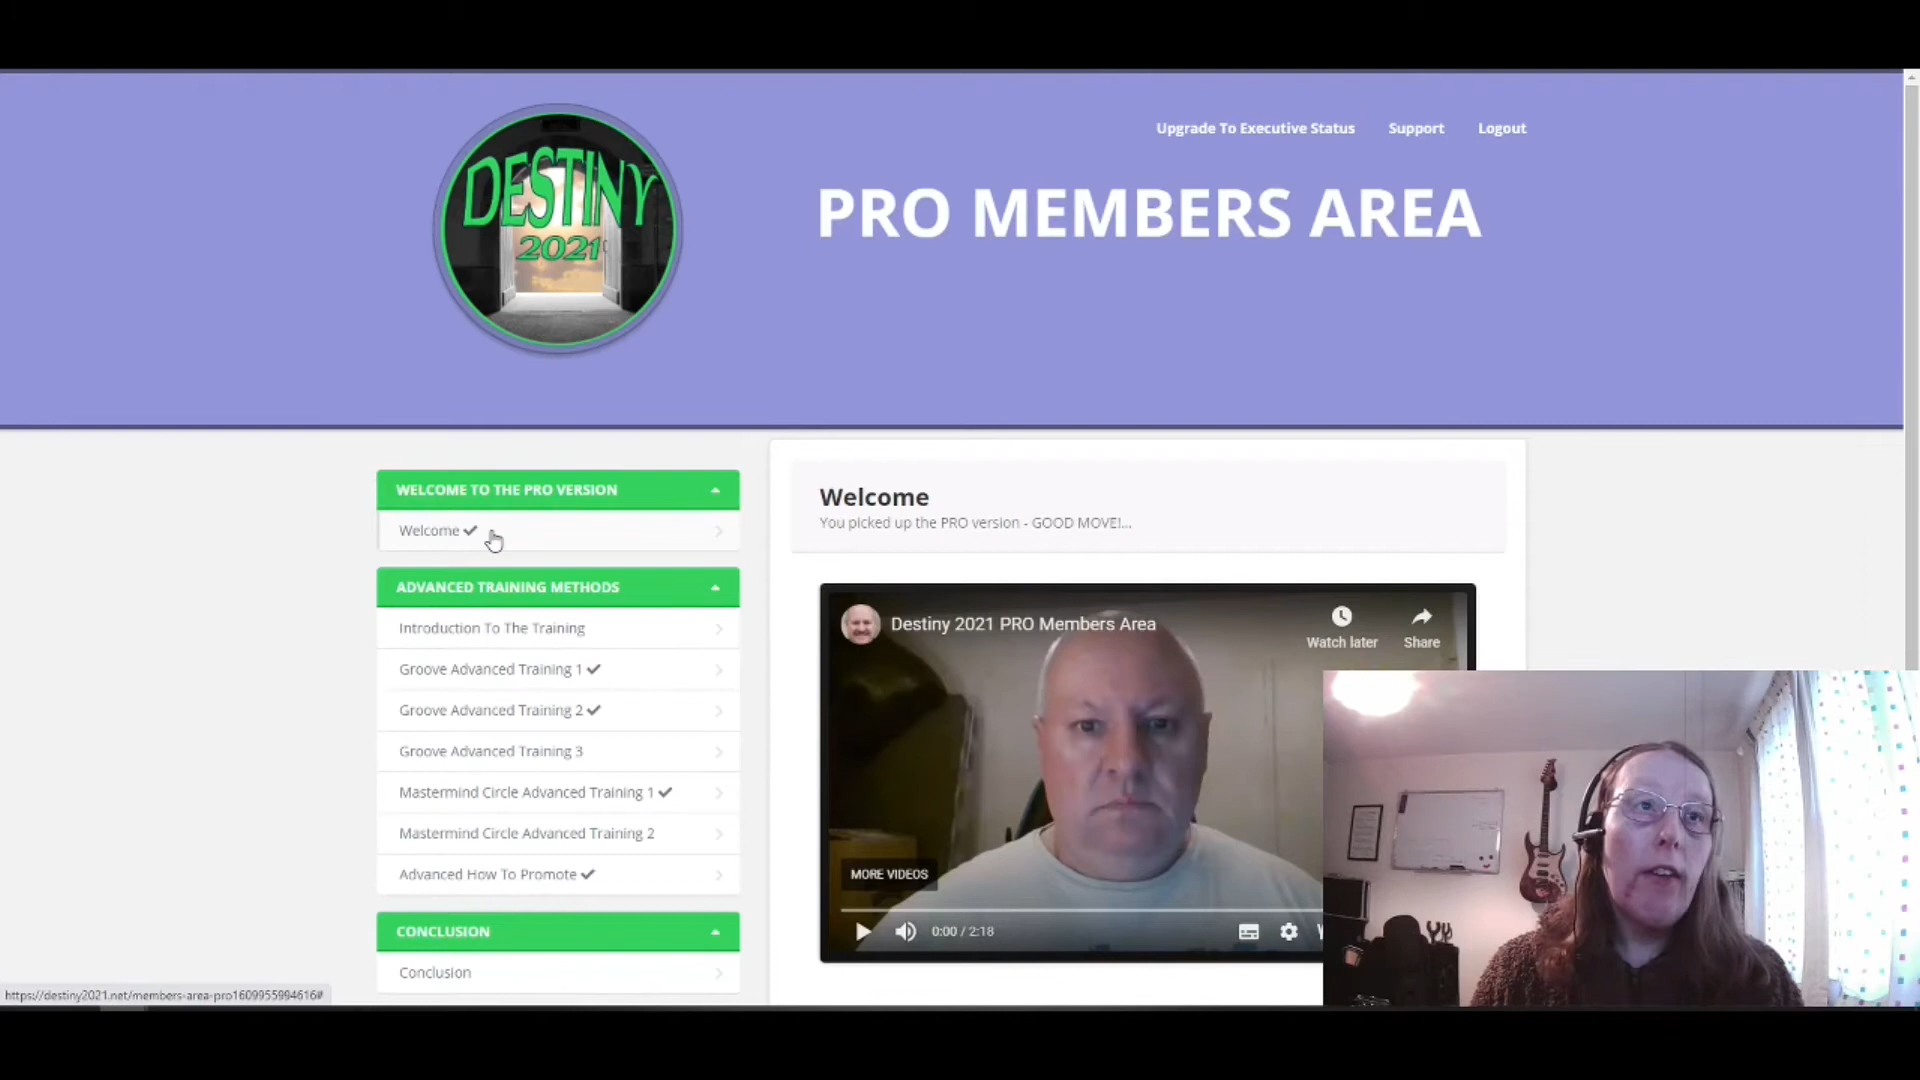 DESTINY
2021
Upgrade To Executive Status
Support
Logout
PRO MEMBERS AREA
WELCOME TO THE PRO VERSION
Welcome
ADVANCED TRAINING METHODS
Introduction To The Training
Groove Advanced Training 1
Groove Advanced Training 2
Groove Advanced Training 3
Mastermind Circle Advanced Training 1
Mastermind Circle Advanced Training 2
Advanced How To Promote
CONCLUSION
Conclusion
Welcome
You picked up the PRO version - GOOD MOVE!...
Destiny 2021 PRO Members Area
Watch later
Share
MORE VIDEOS
0:00 / 2:18
https://destiny2021.net/members-area-pro1609955994616#